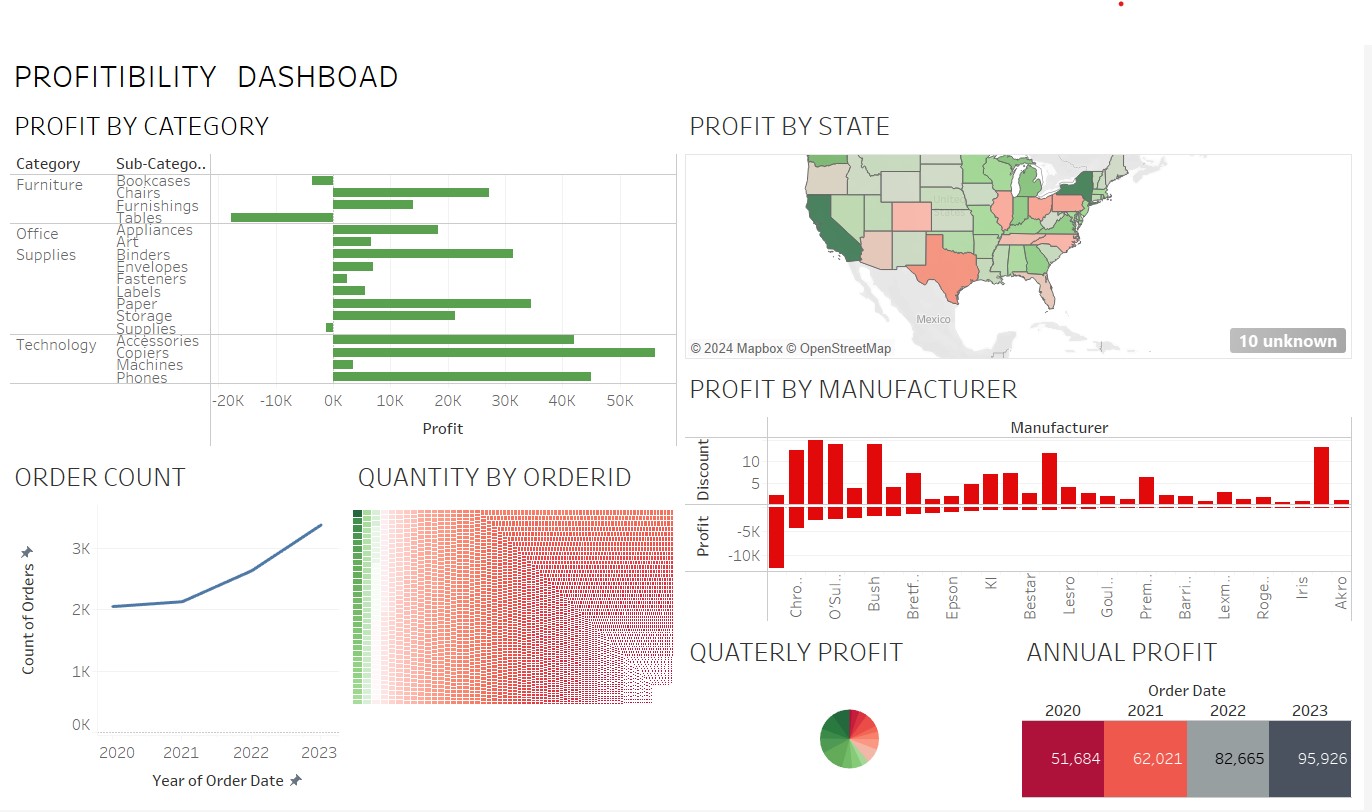 PROFITIBILITY DASHBOAD
PROFIT BY CATEGORY
Category Sub-Catego..
Furniture
Bookcases
Chairs
Furnishings
Tables
Office
Supplies
Appliances
Art
Binders
Envelopes
Fasteners
Labels
Paper
Storage
Supplies
Technology
Accessories
Copiers
Machines
Phones
-20K -10K 0K 10K 20K 30K 40K 50K
Profit
PROFIT BY STATE
United
States
Mexico
© 2024 Mapbox © OpenStreetMap
10 unknown
PROFIT BY MANUFACTURER
Manufacturer
Discount
10
5
Profit
-5K
-10K
Chro..
O'Sul..
Bush
Bretf..
Epson
KI
Bestar
Lesro
Goul..
Prem..
Barri..
Lexm..
Roge..
Iris
Akro
ORDER COUNT
Count of Orders
3K
2K
1K
0K
2020 2021 2022 2023
Year of Order Date
QUANTITY BY ORDERID
QUATERLY PROFIT
ANNUAL PROFIT
Order Date
2020 2021 2022 2023
51,684 62,021 82,665 95,926